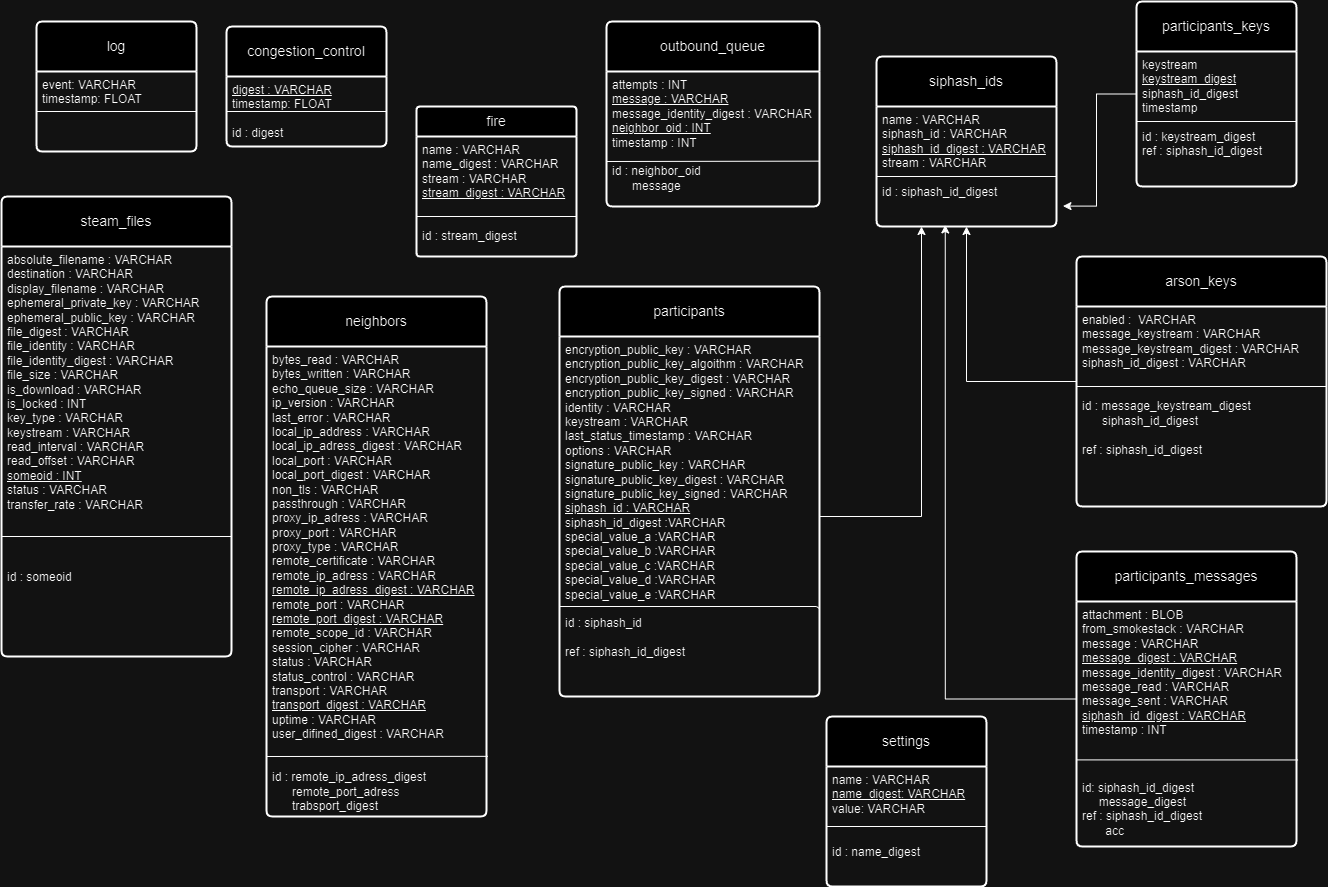 log
event: VARCHAR
timestamp: FLOAT
congestion_control
digest : VARCHAR
timestamp: FLOAT
id : digest
fire
name : VARCHAR
name_digest : VARCHAR
stream : VARCHAR
stream_digest : VARCHAR
id : stream_digest
outbound_queue
attempts : INT
message : VARCHAR
message_identity_digest : VARCHAR
neighbor_oid : INT
timestamp : INT
id : neighbor_oid
message
siphash_ids
name : VARCHAR
siphash_id : VARCHAR
siphash_id_digest : VARCHAR
stream : VARCHAR
id : siphash_id_digest
participants_keys
keystream
keystream_digest
siphash_id_digest
timestamp
id : keystream_digest
ref : siphash_id_digest
steam_files
absolute_filename : VARCHAR
destination : VARCHAR
display_filename : VARCHAR
ephemeral_private_key : VARCHAR
ephemeral_public_key : VARCHAR
file_digest : VARCHAR
file_identity : VARCHAR
file_identity_digest : VARCHAR
file_size : VARCHAR
is_download : VARCHAR
is_locked : INT
key_type : VARCHAR
keystream : VARCHAR
read_interval : VARCHAR
read_offset : VARCHAR
someoid : INT
status : VARCHAR
transfer_rate : VARCHAR
id : someoid
neighbors
bytes_read : VARCHAR
bytes_written : VARCHAR
echo_queue_size : VARCHAR
ip_version : VARCHAR
last_error : VARCHAR
local_ip_address : VARCHAR
local_ip_adress_digest : VARCHAR
local_port : VARCHAR
local_port_digest : VARCHAR
non_tls : VARCHAR
passthrough : VARCHAR
proxy_ip_adress : VARCHAR
proxy_port : VARCHAR
proxy_type : VARCHAR
remote_certificate : VARCHAR
remote_ip_adress : VARCHAR
remote_ip_adress_digest : VARCHAR
remote_port : VARCHAR
remote_port_digest : VARCHAR
remote_scope_id : VARCHAR
session_cipher : VARCHAR
status : VARCHAR
status_control : VARCHAR
transport : VARCHAR
transport_digest : VARCHAR
uptime : VARCHAR
user_difined_digest : VARCHAR
id : remote_ip_adress_digest
remote_port_adress
trabsport_digest
participants
encryption_public_key : VARCHAR
encryption_public_key_algoithm : VARCHAR
encryption_public_key_digest : VARCHAR
encryption_public_key_signed : VARCHAR
identity : VARCHAR
keystream : VARCHAR
last_status_timestamp : VARCHAR
options : VARCHAR
signature_public_key : VARCHAR
signature_public_key_digest : VARCHAR
signature_public_key_signed : VARCHAR
siphash_id : VARCHAR
siphash_id_digest :VARCHAR
special_value_a :VARCHAR
special_value_b :VARCHAR
special_value_c :VARCHAR
special_value_d :VARCHAR
special_value_e :VARCHAR
id : siphash_id
ref : siphash_id_digest
arson_keys
enabled : VARCHAR
message_keystream : VARCHAR
message_keystream_digest : VARCHAR
siphash_id_digest : VARCHAR
id : message_keystream_digest
siphash_id_digest
ref : siphash_id_digest
participants_messages
attachment : BLOB
from_smokestack : VARCHAR
message : VARCHAR
message_digest : VARCHAR
message_identity_digest : VARCHAR
message_read : VARCHAR
message_sent : VARCHAR
siphash_id_digest : VARCHAR
timestamp : INT
id: siphash_id_digest
message_digest
ref : siphash_id_digest
acc
settings
name : VARCHAR
name_digest: VARCHAR
value: VARCHAR
id : name_digest